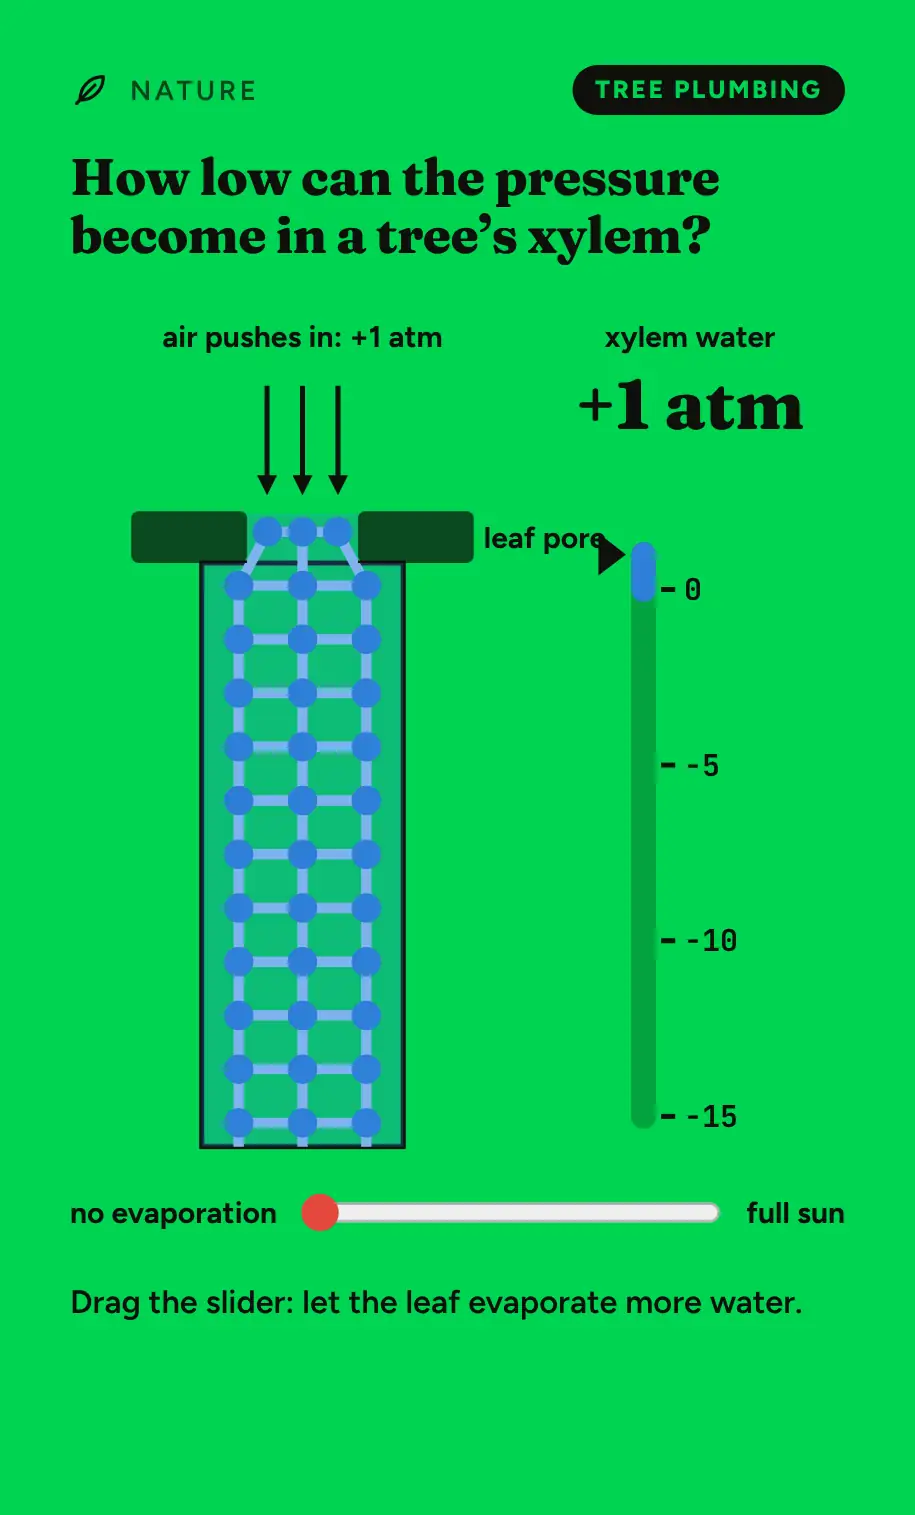 NATURE
TREE PLUMBING
How low can the pressure
become in a tree’s xylem?
air pushes in: +1 atm
xylem water
+1 atm
leaf pore
0
-5
-10
-15
no evaporation
full sun
Drag the slider: let the leaf evaporate more water.